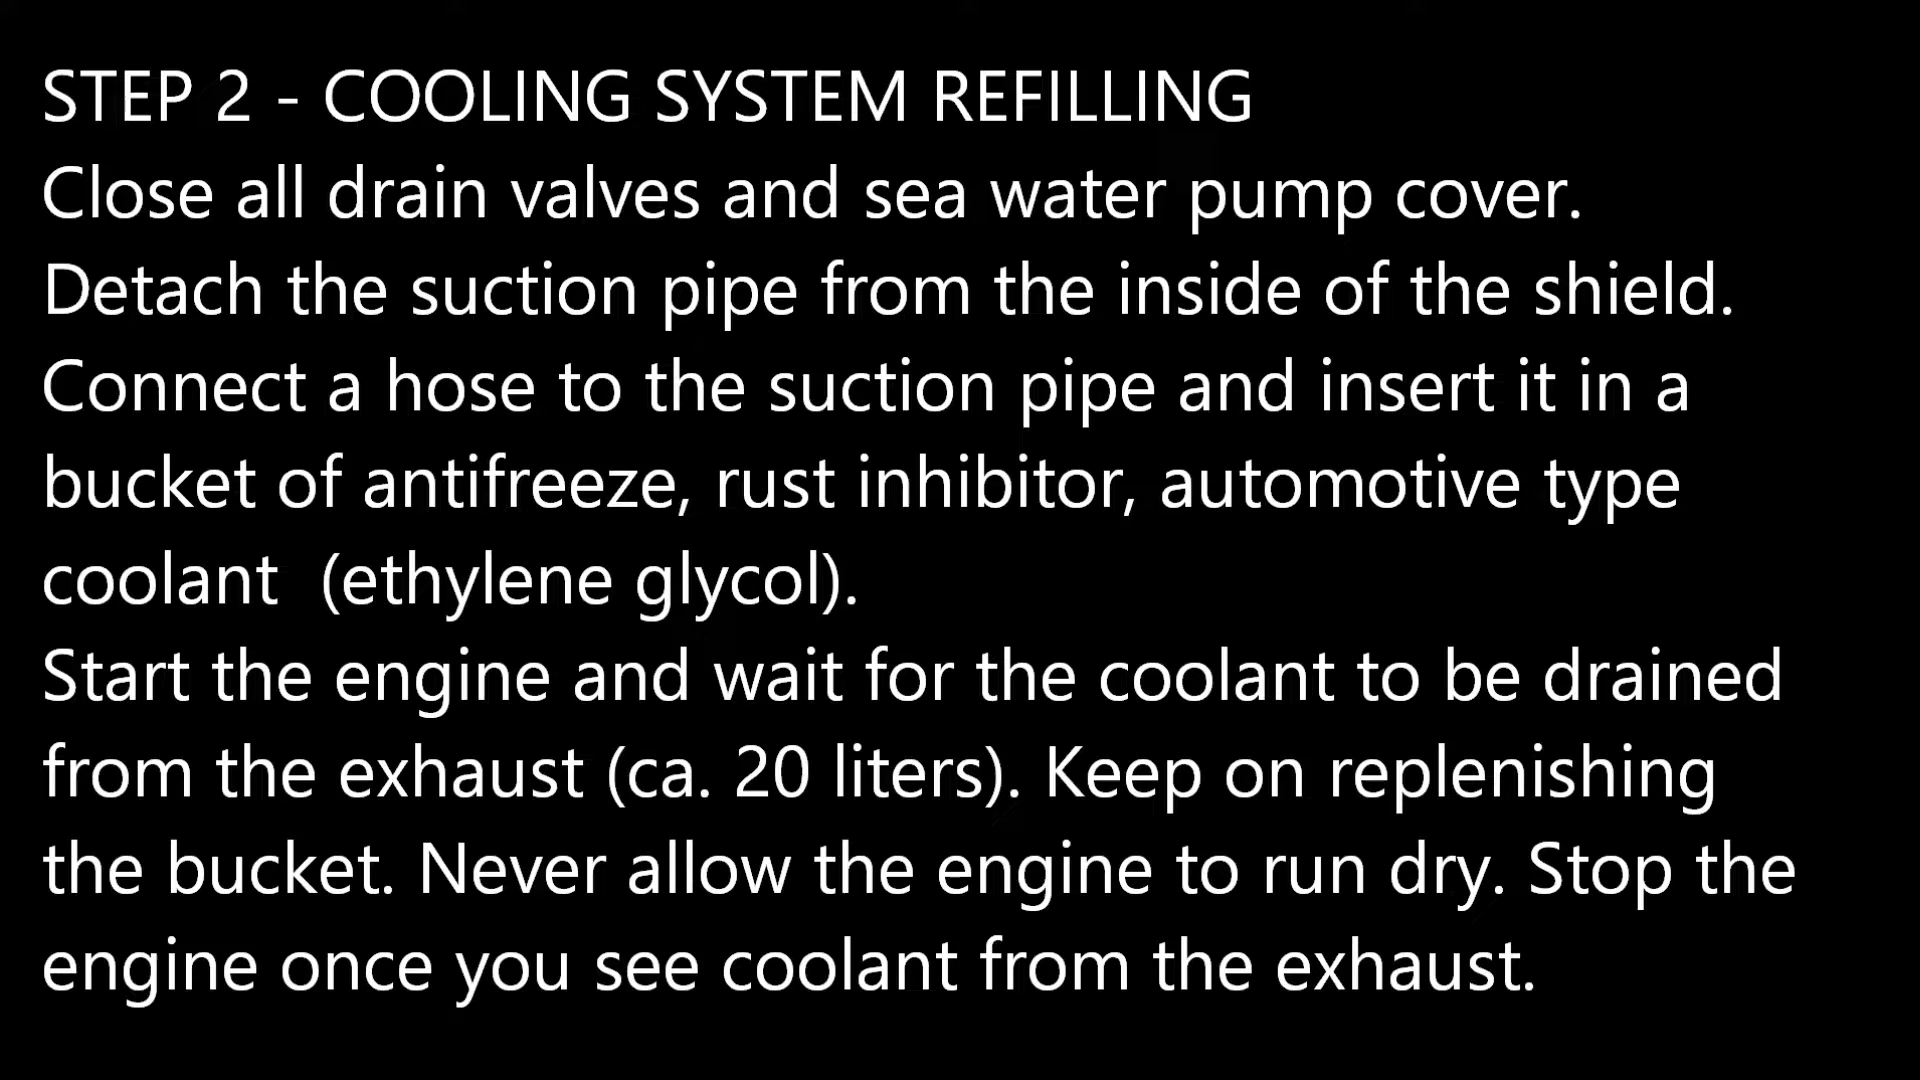 STEP 2 - COOLING SYSTEM REFILLING
Close all drain valves and sea water pump cover.
Detach the suction pipe from the inside of the shield.
Connect a hose to the suction pipe and insert it in a
bucket of antifreeze, rust inhibitor, automotive type
coolant  (ethylene glycol).
Start the engine and wait for the coolant to be drained
from the exhaust (ca. 20 liters). Keep on replenishing
the bucket. Never allow the engine to run dry. Stop the
engine once you see coolant from the exhaust.